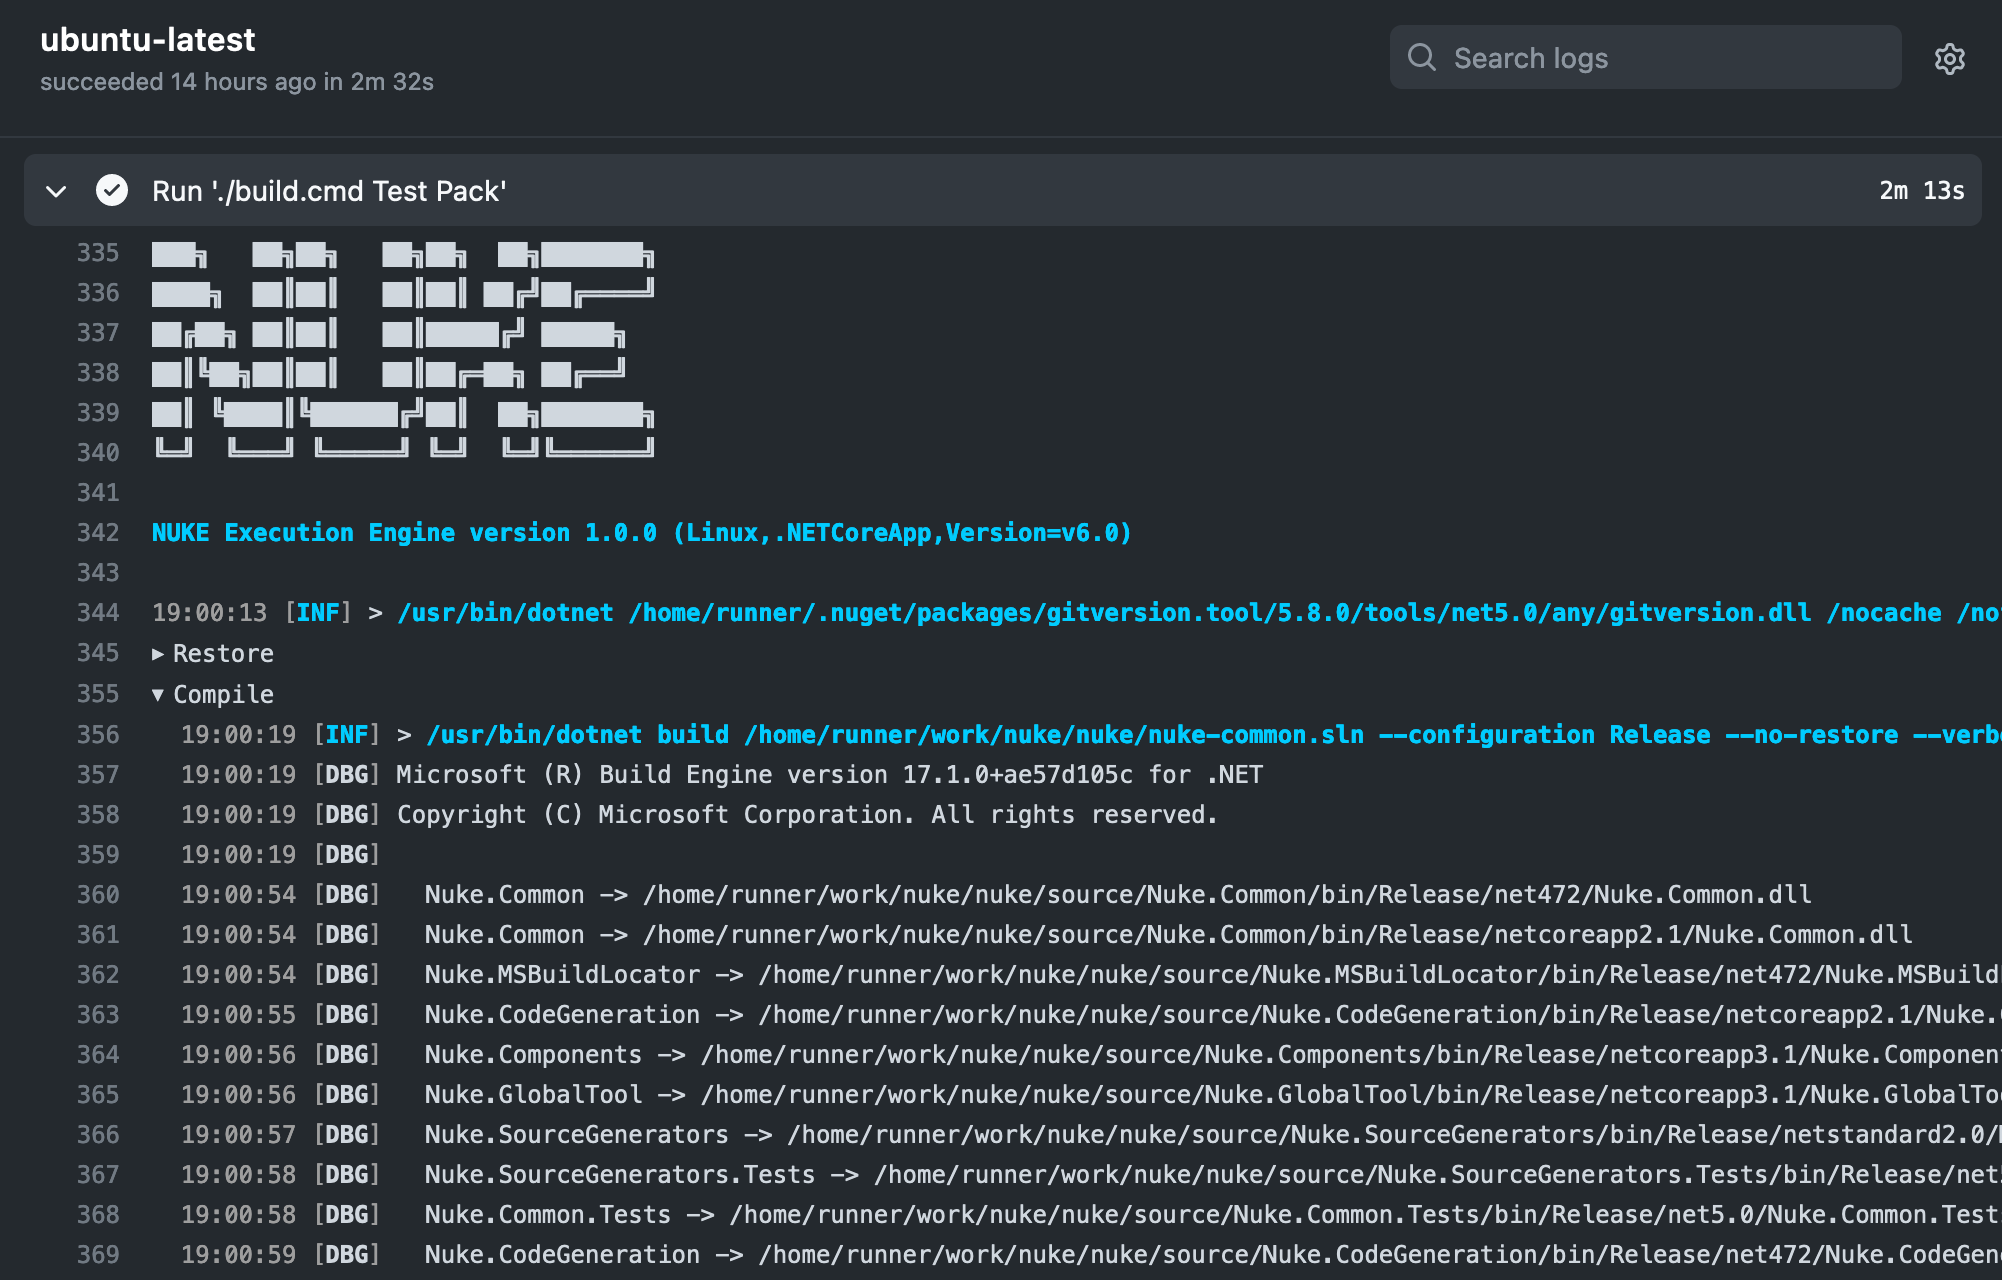 ubuntu-latest
succeeded 14 hours ago in 2m 32s
Search logs
Run './build.cmd Test Pack'
2m 13s
335 ███╗   ██╗██╗   ██╗██╗  ██╗███████╗
336 ████╗  ██║██║   ██║██║ ██╔╝██╔════╝
337 ██╔██╗ ██║██║   ██║█████╔╝ █████╗
338 ██║╚██╗██║██║   ██║██╔═██╗ ██╔══╝
339 ██║ ╚████║╚██████╔╝██║  ██╗███████╗
340 ╚═╝  ╚═══╝ ╚═════╝ ╚═╝  ╚═╝╚══════╝
341
342 NUKE Execution Engine version 1.0.0 (Linux,.NETCoreApp,Version=v6.0)
343
344 19:00:13 [INF] > /usr/bin/dotnet /home/runner/.nuget/packages/gitversion.tool/5.8.0/tools/net5.0/any/gitversion.dll /nocache /no
345 ▶ Restore
355 ▼ Compile
356 19:00:19 [INF] > /usr/bin/dotnet build /home/runner/work/nuke/nuke/nuke-common.sln --configuration Release --no-restore --verb
357 19:00:19 [DBG] Microsoft (R) Build Engine version 17.1.0+ae57d105c for .NET
358 19:00:19 [DBG] Copyright (C) Microsoft Corporation. All rights reserved.
359 19:00:19 [DBG]
360 19:00:54 [DBG]   Nuke.Common -> /home/runner/work/nuke/nuke/source/Nuke.Common/bin/Release/net472/Nuke.Common.dll
361 19:00:54 [DBG]   Nuke.Common -> /home/runner/work/nuke/nuke/source/Nuke.Common/bin/Release/netcoreapp2.1/Nuke.Common.dll
362 19:00:54 [DBG]   Nuke.MSBuildLocator -> /home/runner/work/nuke/nuke/source/Nuke.MSBuildLocator/bin/Release/net472/Nuke.MSBuild
363 19:00:55 [DBG]   Nuke.CodeGeneration -> /home/runner/work/nuke/nuke/source/Nuke.CodeGeneration/bin/Release/netcoreapp2.1/Nuke.
364 19:00:56 [DBG]   Nuke.Components -> /home/runner/work/nuke/nuke/source/Nuke.Components/bin/Release/netcoreapp3.1/Nuke.Componen
365 19:00:56 [DBG]   Nuke.GlobalTool -> /home/runner/work/nuke/nuke/source/Nuke.GlobalTool/bin/Release/netcoreapp3.1/Nuke.GlobalTo
366 19:00:57 [DBG]   Nuke.SourceGenerators -> /home/runner/work/nuke/nuke/source/Nuke.SourceGenerators/bin/Release/netstandard2.0/
367 19:00:58 [DBG]   Nuke.SourceGenerators.Tests -> /home/runner/work/nuke/nuke/source/Nuke.SourceGenerators.Tests/bin/Release/net
368 19:00:58 [DBG]   Nuke.Common.Tests -> /home/runner/work/nuke/nuke/source/Nuke.Common.Tests/bin/Release/net5.0/Nuke.Common.Test
369 19:00:59 [DBG]   Nuke.CodeGeneration -> /home/runner/work/nuke/nuke/source/Nuke.CodeGeneration/bin/Release/net472/Nuke.CodeGen